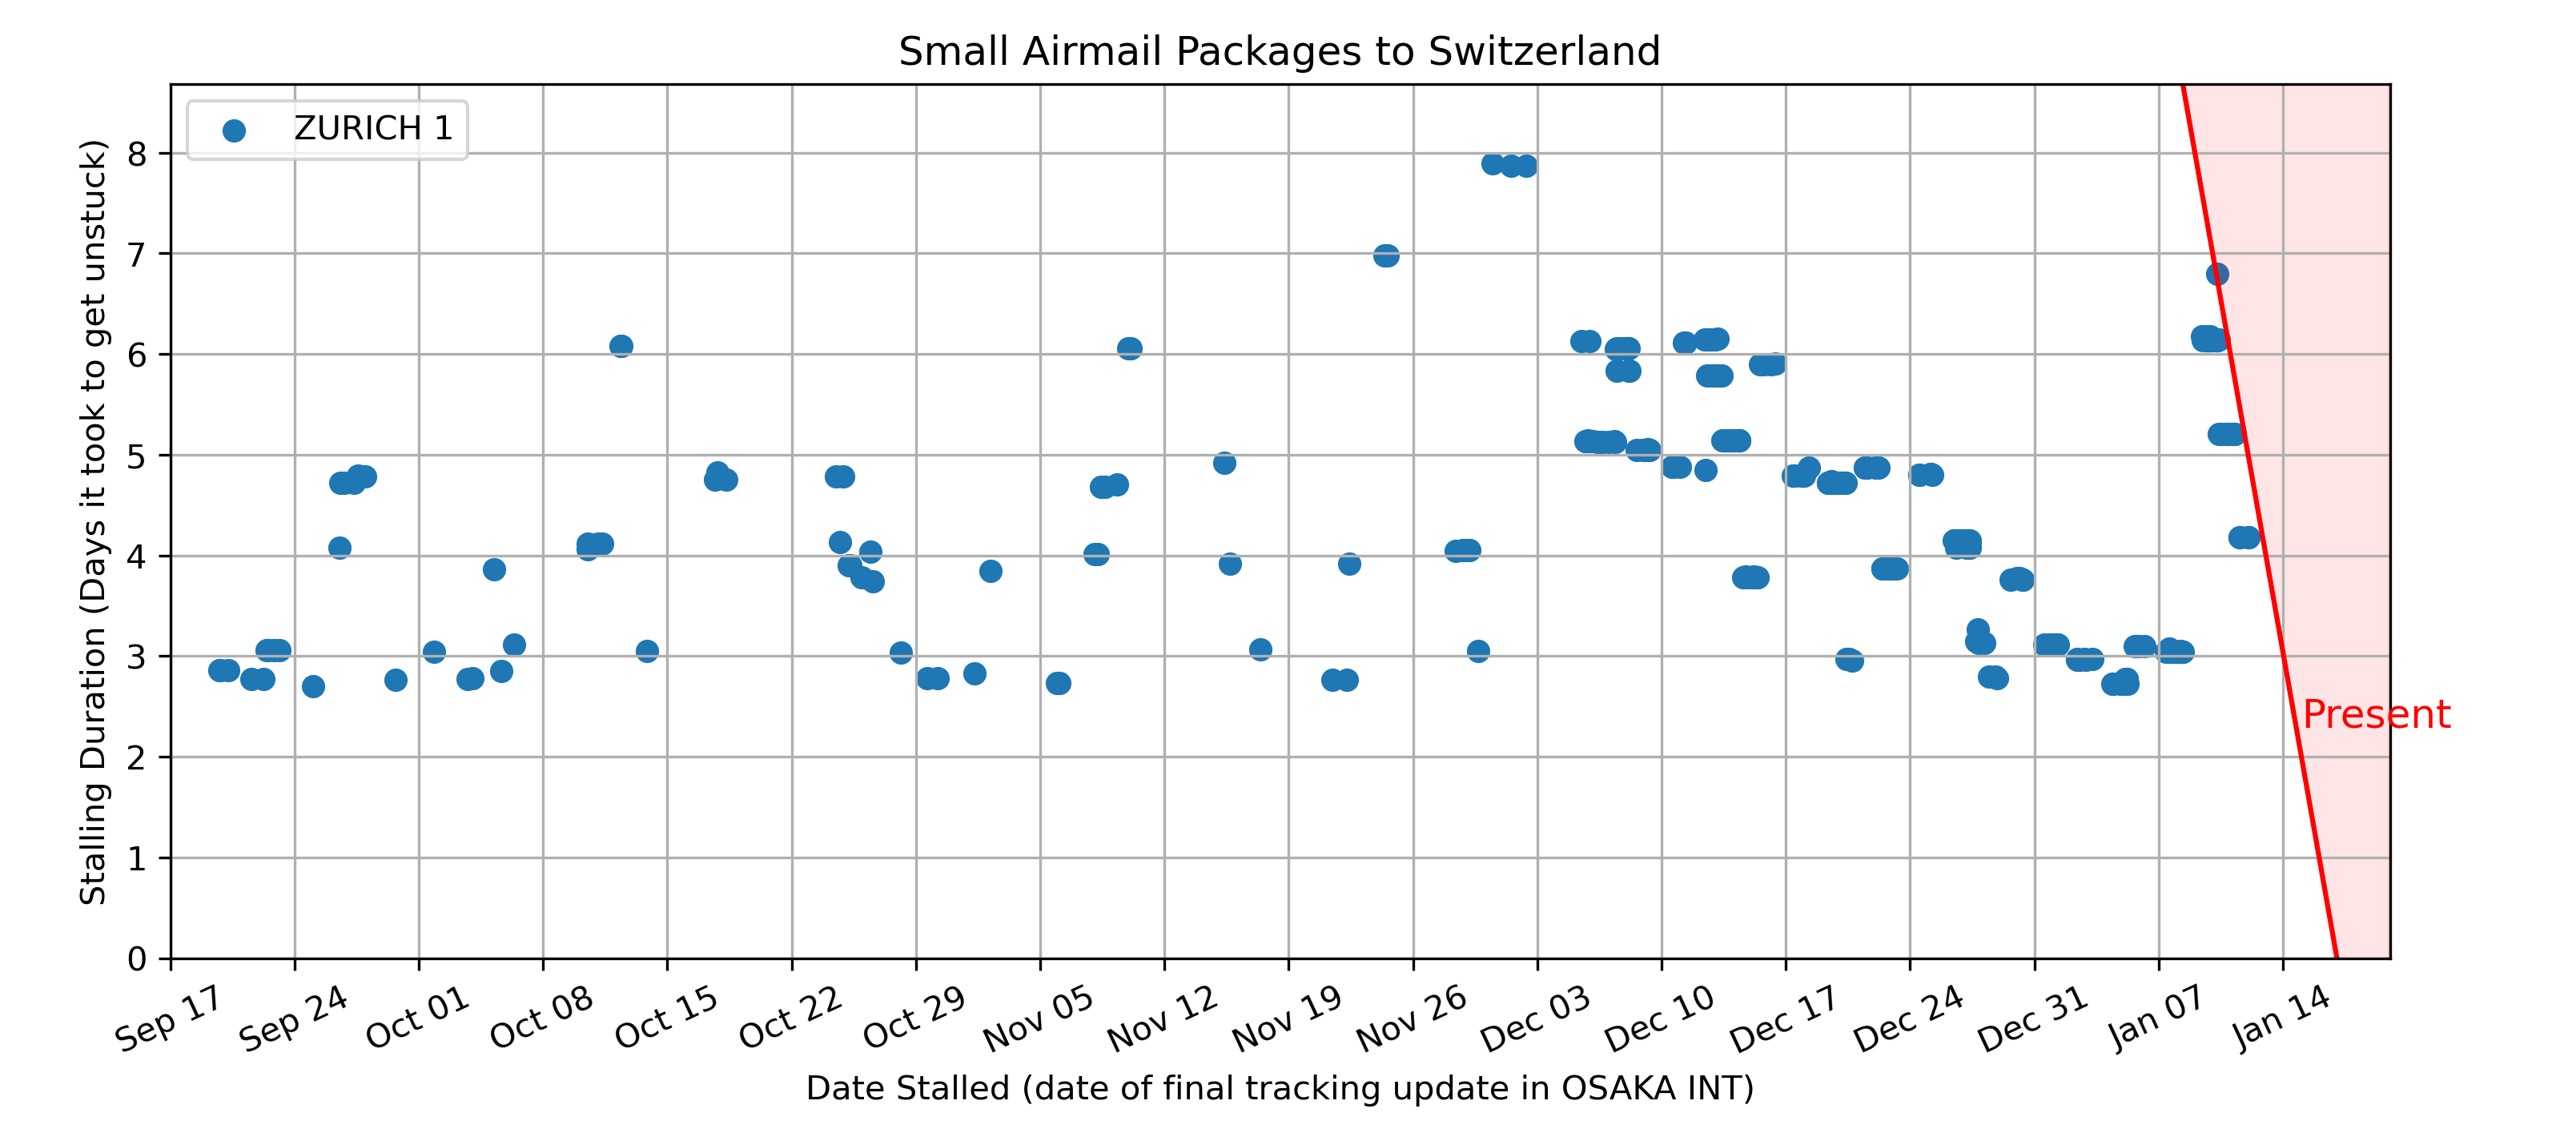 Small Airmail Packages to Switzerland
ZURICH 1
Stalling Duration (Days it took to get unstuck)
8
7
6
5
4
3
2
1
0
Present
Sep 17
Sep 24
Oct 01
Oct 08
Oct 15
Oct 22
Oct 29
Nov 05
Nov 12
Nov 19
Nov 26
Dec 03
Dec 10
Dec 17
Dec 24
Dec 31
Jan 07
Jan 14
Date Stalled (date of final tracking update in OSAKA INT)